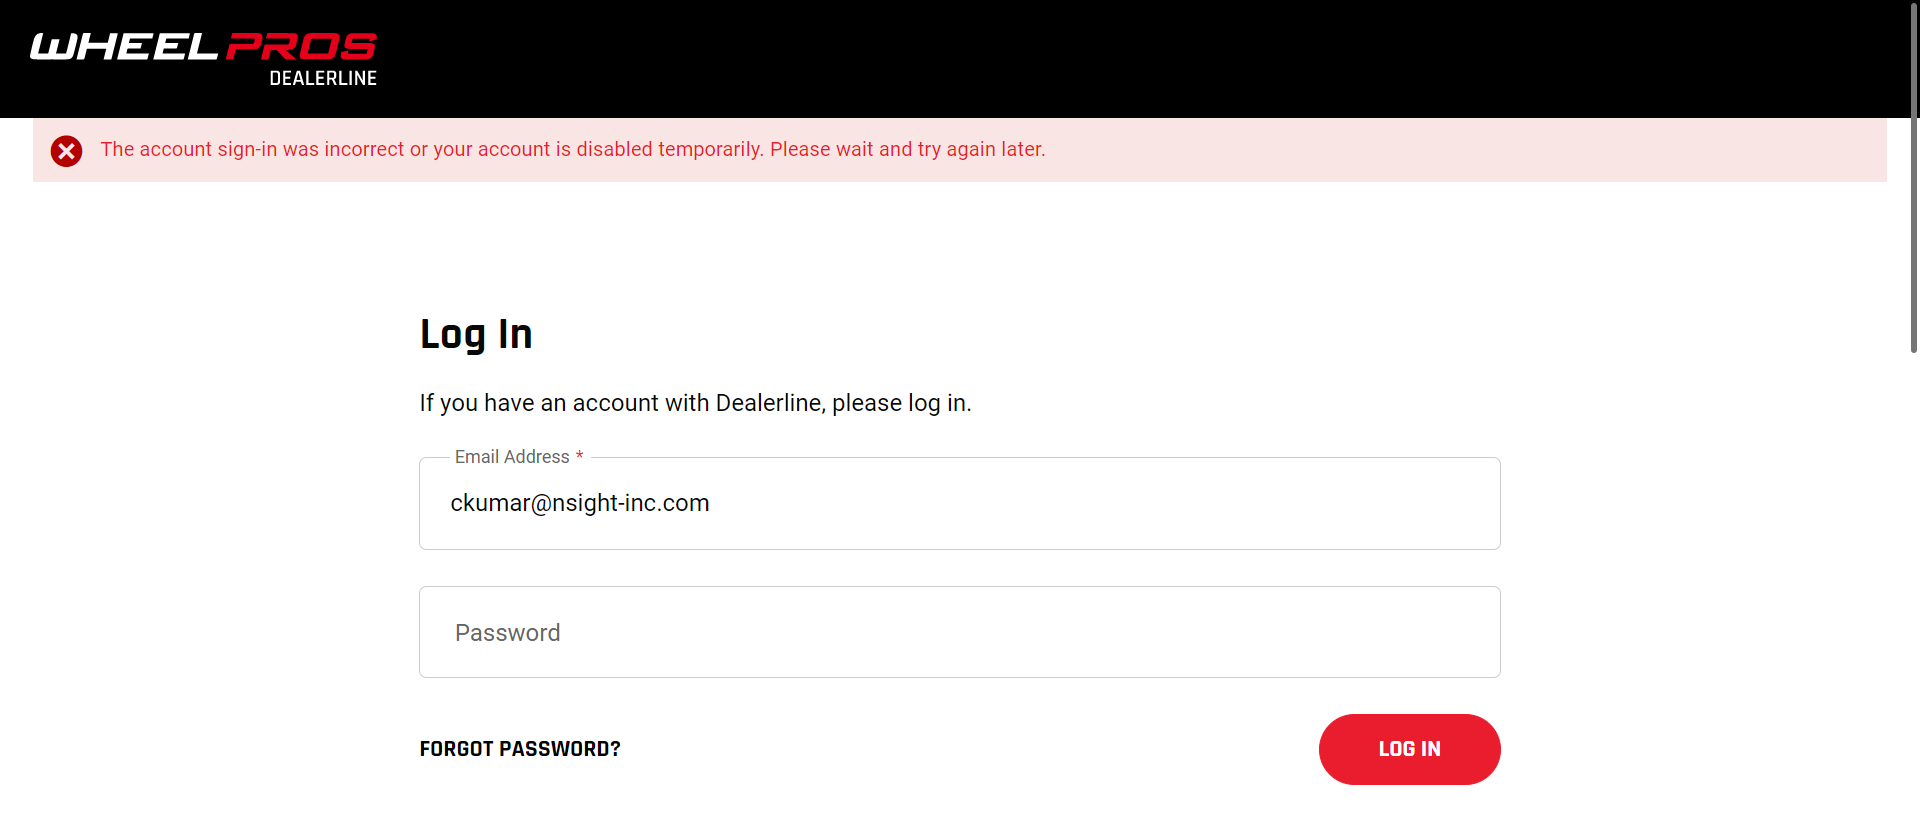 WHEEL PROS
DEALERLINE
The account sign-in was incorrect or your account is disabled temporarily. Please wait and try again later.
Log In
If you have an account with Dealerline, please log in.
Email Address *
ckumar@nsight-inc.com
Password
FORGOT PASSWORD?
LOG IN